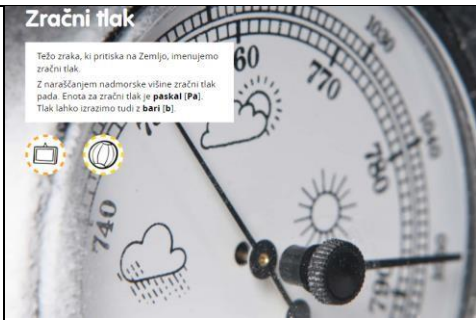 Zračni tlak
Težo zraka, ki pritiska na Zemljo, imenujemo
zračni tlak.
Z naraščanjem nadmorske višine zračni tlak
pada. Enota za zračni tlak je paskal [Pa].
Tlak lahko izrazimo tudi z bari [b].
60
770
1030
1040
780
740
790